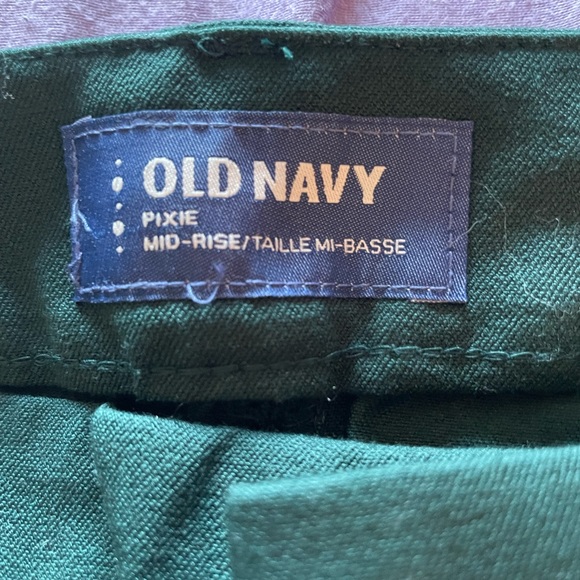 OLD NAVY
PIXIE
MID-RISE/TAILLE MI-BASSE